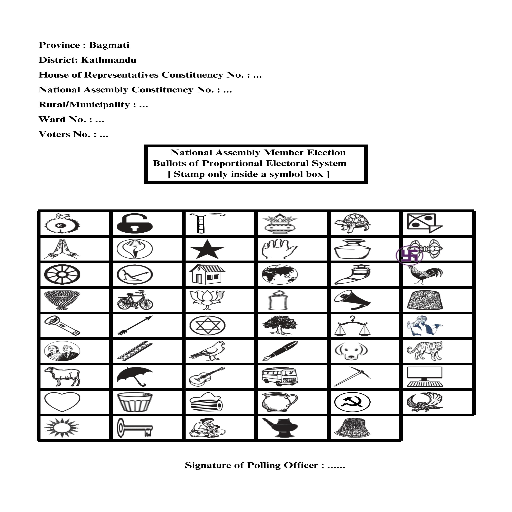 Province : Bagmati
District: Kathmandu
House of Representatives Constituency No. : ...
National Assembly Constituency No. : ...
Rural/Municipality : ...
Ward No. : ...
Voters No. : ...
National Assembly Member Election
Ballots of Proportional Electoral System
[ Stamp only inside a symbol box ]
Signature of Polling Officer : ......